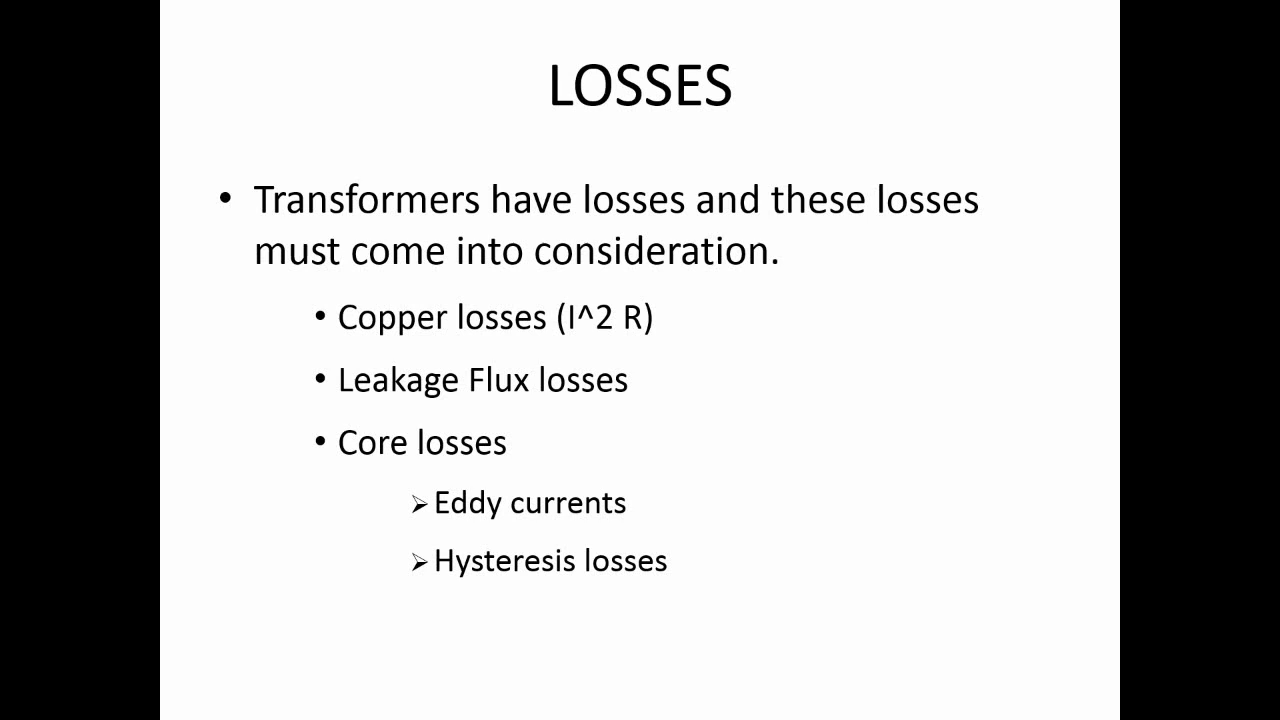 LOSSES
• Transformers have losses and these losses
must come into consideration.
• Copper losses (I^2 R)
• Leakage Flux losses
• Core losses
➢ Eddy currents
➢ Hysteresis losses